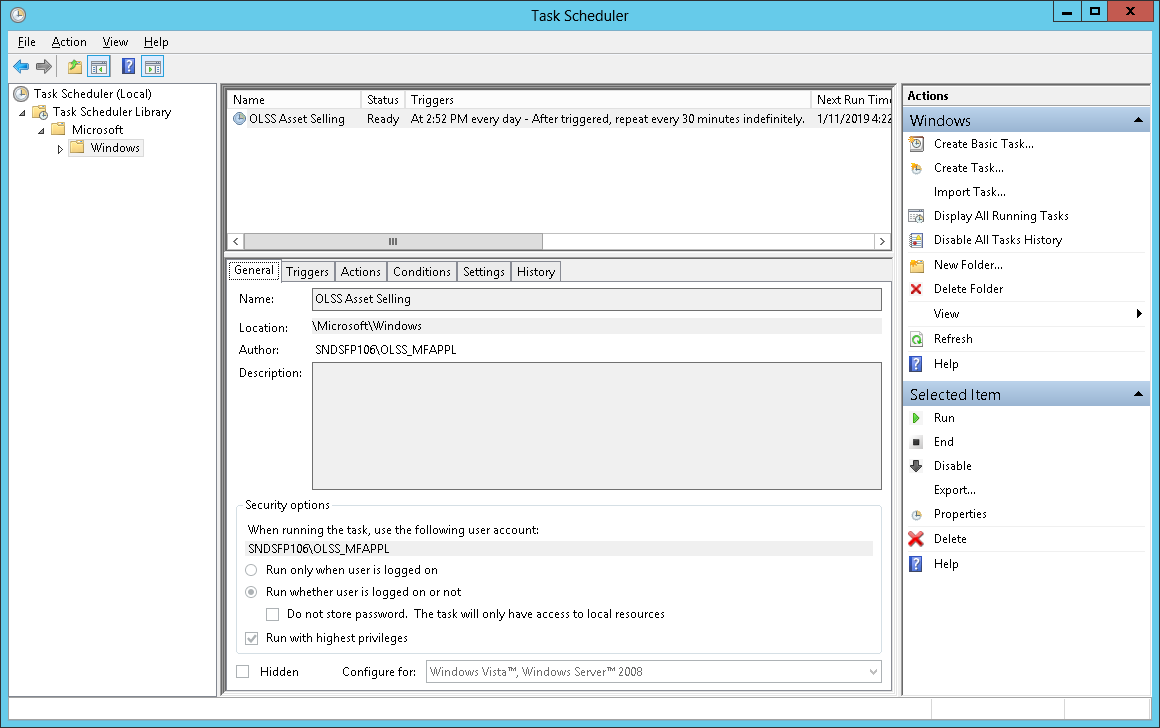 Task Scheduler
File Action View Help
Task Scheduler (Local)
Task Scheduler Library
Microsoft
Windows
Name Status Triggers Next Run Time
OLSS Asset Selling Ready At 2:52 PM every day - After triggered, repeat every 30 minutes indefinitely. 1/11/2019 4:22
General Triggers Actions Conditions Settings History
Name: OLSS Asset Selling
Location: \Microsoft\Windows
Author: SNDSFP106\OLSS_MFAPPL
Description:
Security options
When running the task, use the following user account:
SNDSFP106\OLSS_MFAPPL
Run only when user is logged on
Run whether user is logged on or not
Do not store password. The task will only have access to local resources
Run with highest privileges
Hidden Configure for: Windows Vista™, Windows Server™ 2008
Actions
Windows
Create Basic Task...
Create Task...
Import Task...
Display All Running Tasks
Disable All Tasks History
New Folder...
Delete Folder
View
Refresh
Help
Selected Item
Run
End
Disable
Export...
Properties
Delete
Help